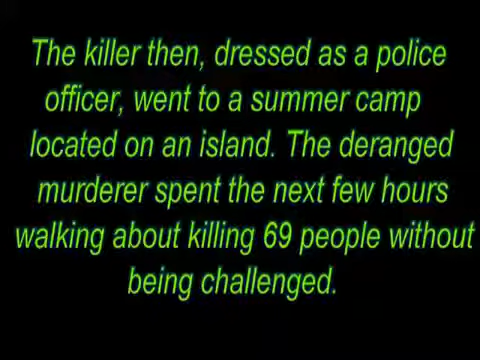 The killer then, dressed as a police
officer, went to a summer camp
located on an island. The deranged
murderer spent the next few hours
walking about killing 69 people without
being challenged.